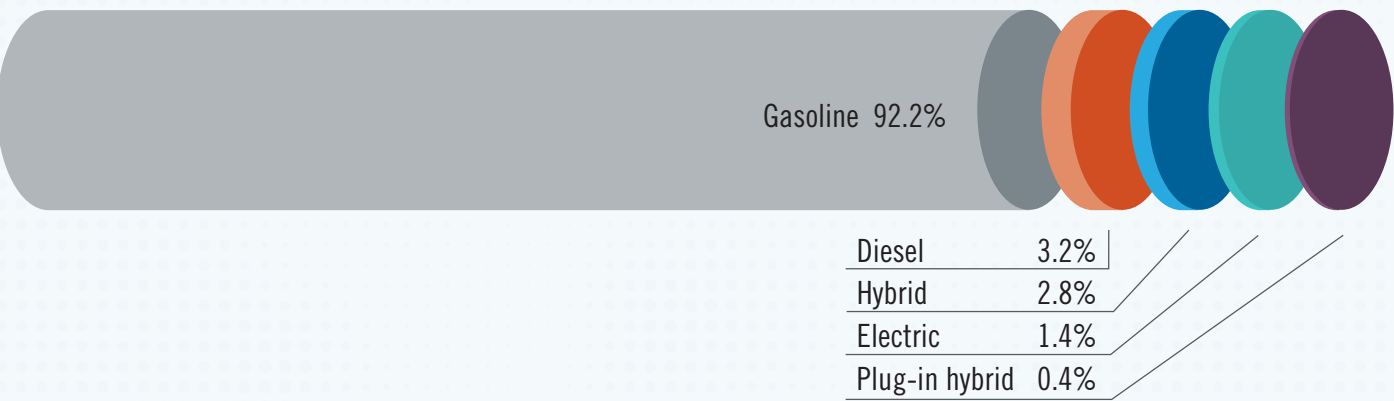 Gasoline 92.2%
Diesel 3.2%
Hybrid 2.8%
Electric 1.4%
Plug-in hybrid 0.4%